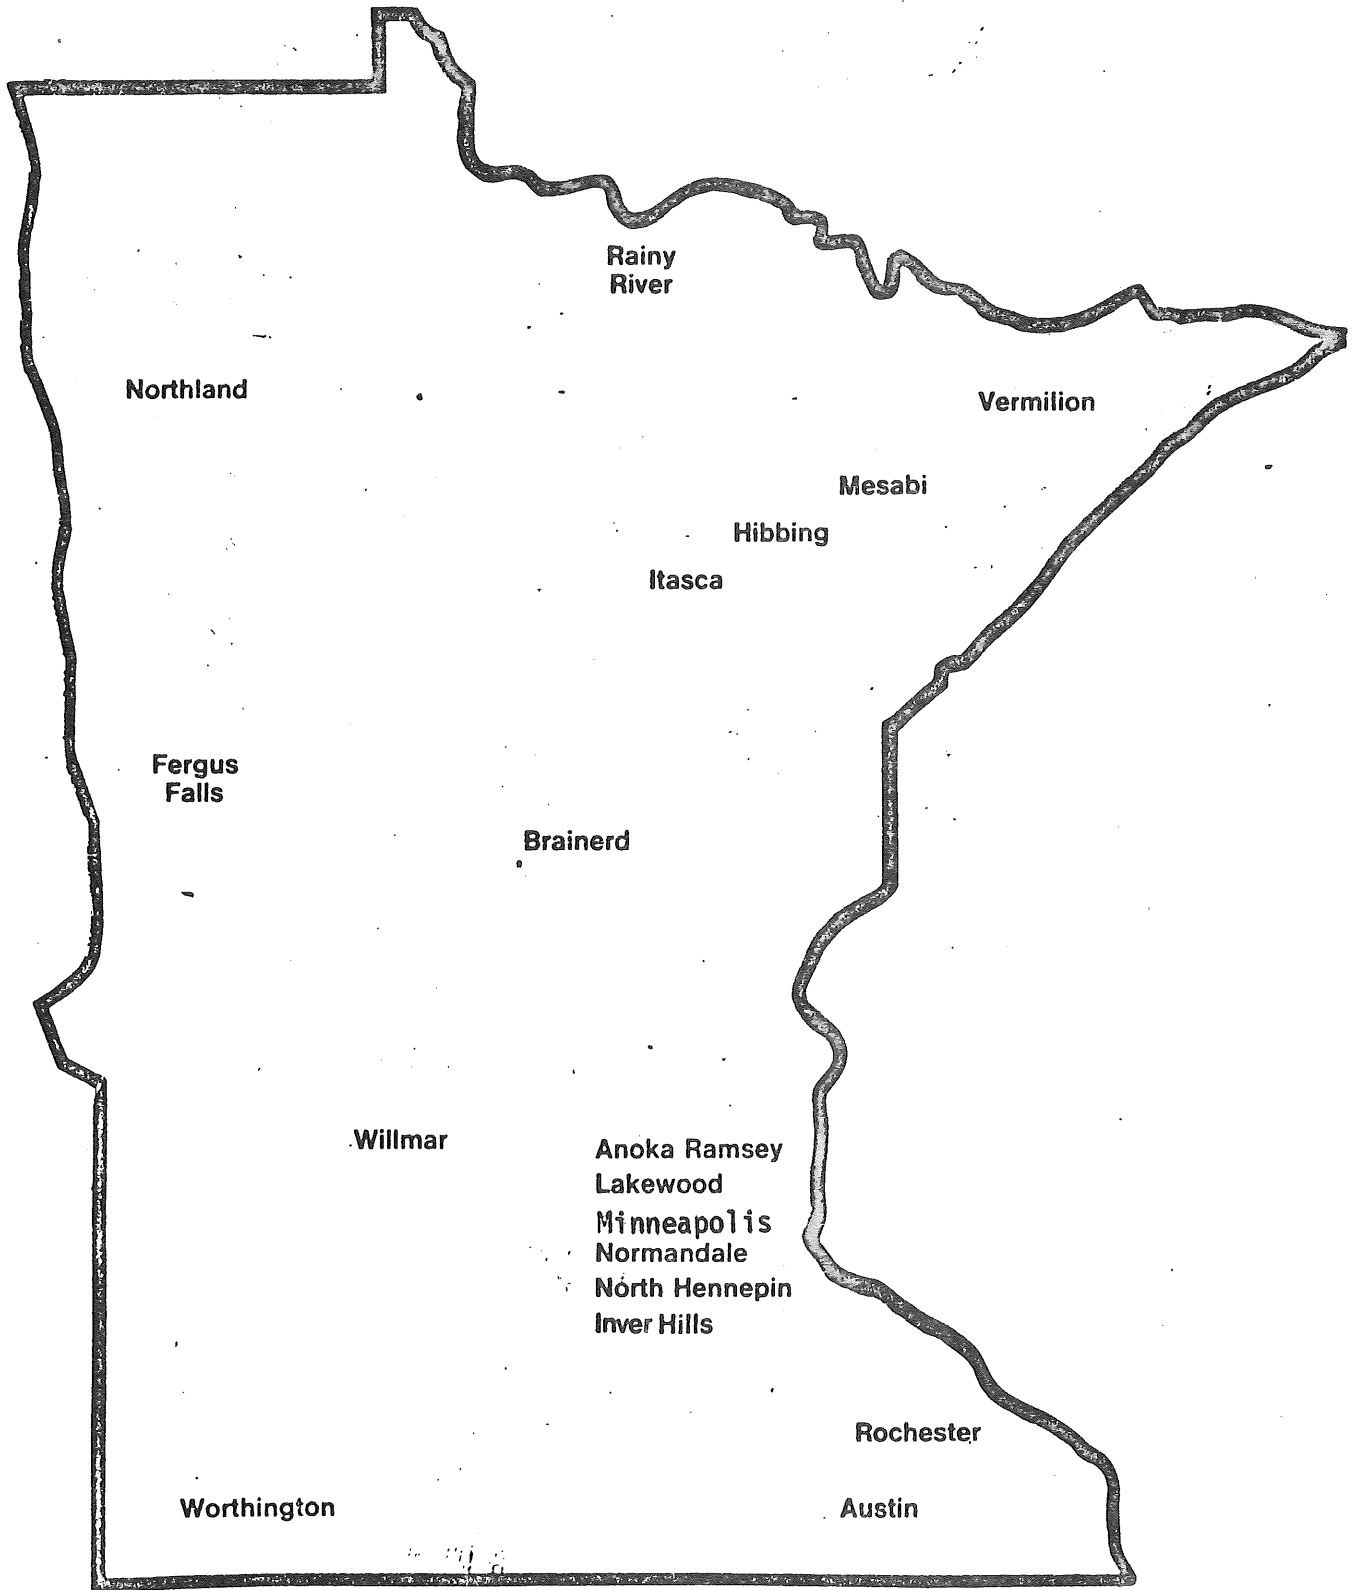 Rainy
River
Northland
Vermilion
Mesabi
Hibbing
Itasca
Fergus
Falls
Brainerd
Willmar
Anoka Ramsey
Lakewood
Minneapolis
Normandale
North Hennepin
Inver Hills
Rochester
Worthington
Austin